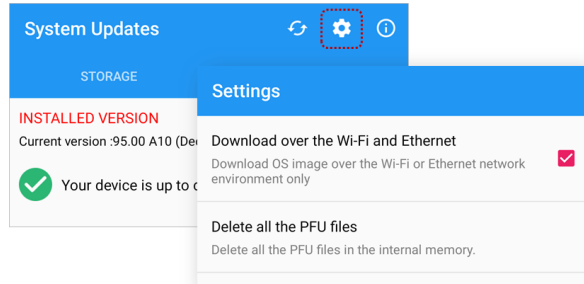 System Updates
STORAGE
INSTALLED VERSION
Current version :95.00 A10 (De
Your device is up to
Settings
Download over the Wi-Fi and Ethernet
Download OS image over the Wi-Fi or Ethernet network
environment only
Delete all the PFU files
Delete all the PFU files in the internal memory.